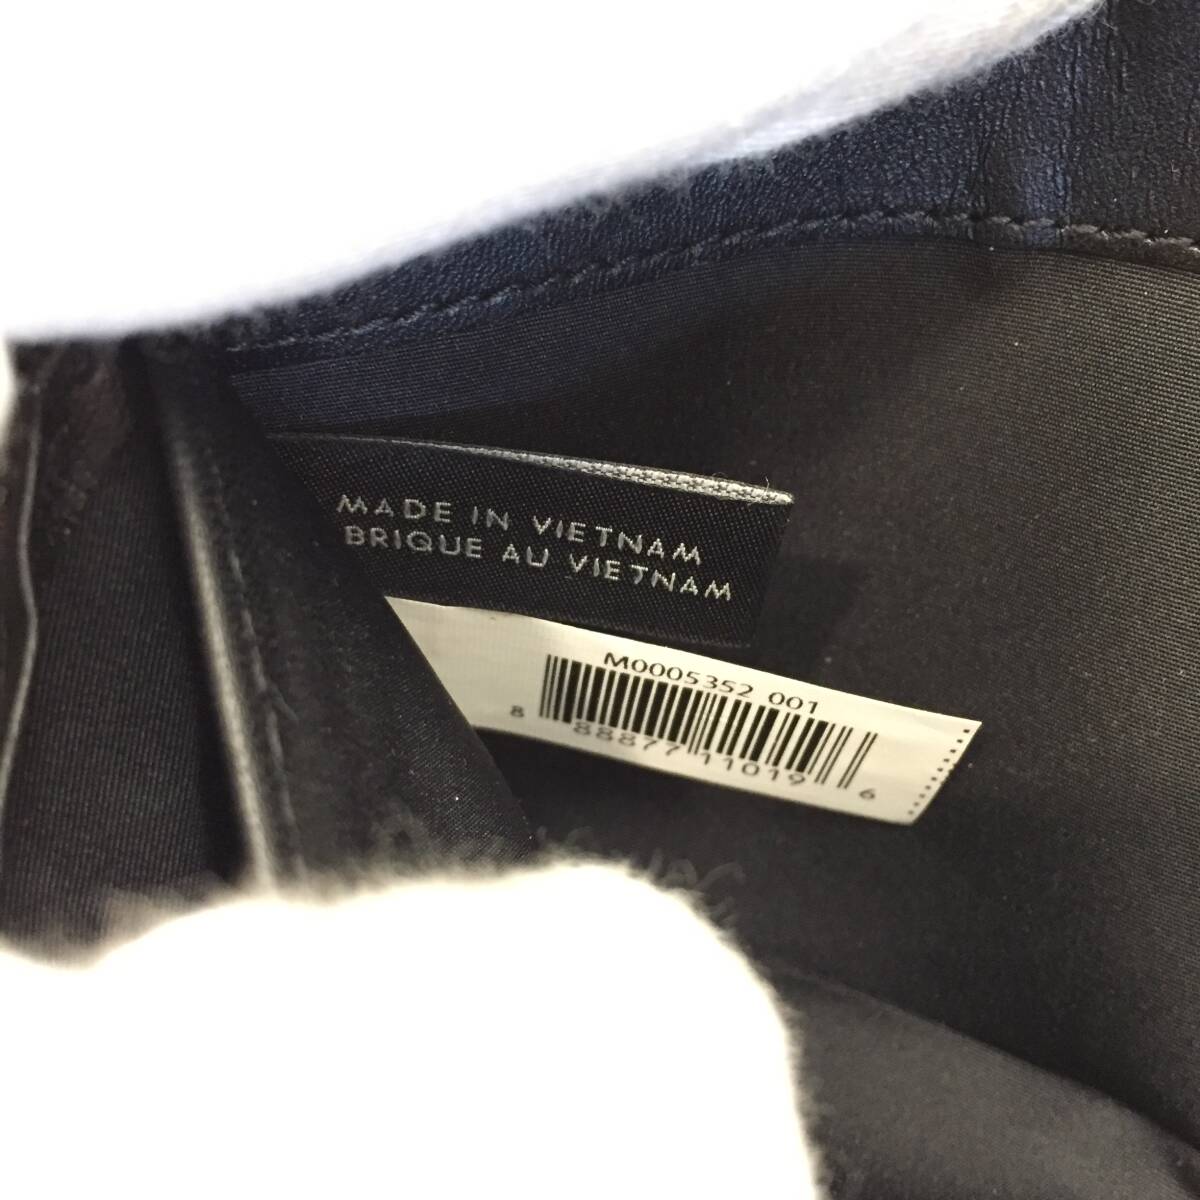 MADE IN VIETNAM
BRIQUE AU VIETNAM
M0005352 001
8 88877 11019 6